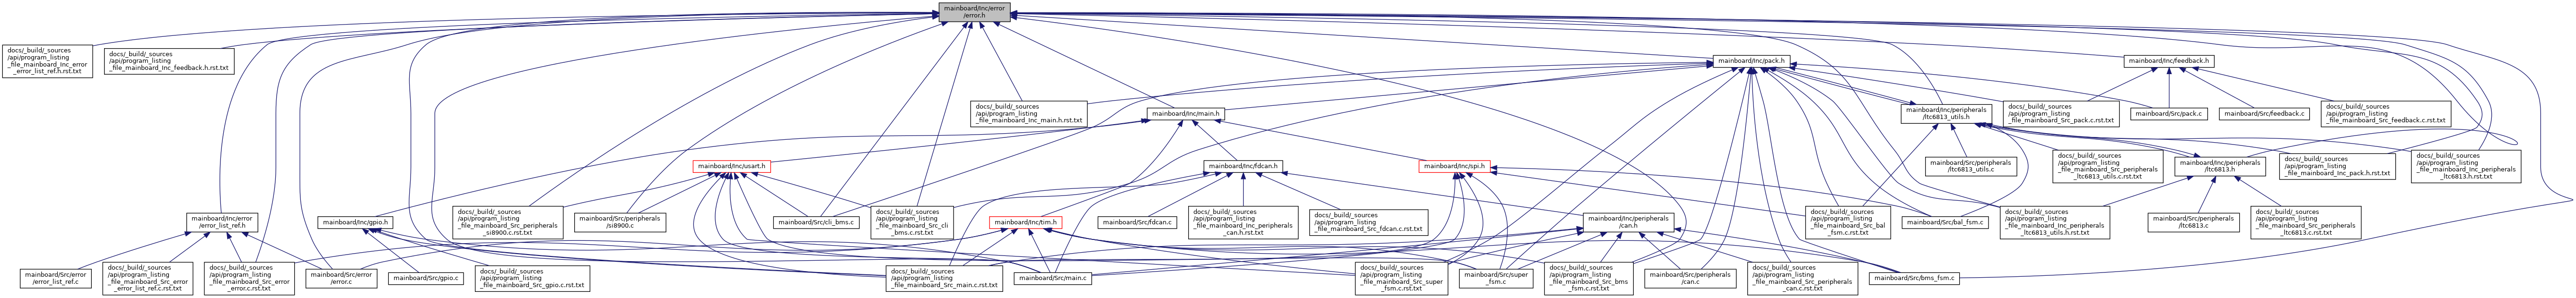 mainboard/Inc/error
/error.h
docs/_build/_sources
/api/program_listing
_file_mainboard_Inc_error
_error_list_ref.h.rst.txt
docs/_build/_sources
/api/program_listing
_file_mainboard_Inc_feedback.h.rst.txt
mainboard/Inc/pack.h
mainboard/Inc/feedback.h
docs/_build/_sources
/api/program_listing
_file_mainboard_Inc_main.h.rst.txt
mainboard/Inc/main.h
mainboard/Inc/peripherals
/ltc6813_utils.h
docs/_build/_sources
/api/program_listing
_file_mainboard_Src_pack.c.rst.txt
mainboard/Src/pack.c
mainboard/Src/feedback.c
docs/_build/_sources
/api/program_listing
_file_mainboard_Src_feedback.c.rst.txt
mainboard/Inc/usart.h
mainboard/Inc/fdcan.h
mainboard/Inc/spi.h
mainboard/Src/peripherals
/ltc6813_utils.c
docs/_build/_sources
/api/program_listing
_file_mainboard_Src_peripherals
_ltc6813_utils.c.rst.txt
mainboard/Inc/peripherals
/ltc6813.h
docs/_build/_sources
/api/program_listing
_file_mainboard_Inc_pack.h.rst.txt
docs/_build/_sources
/api/program_listing
_file_mainboard_Inc_peripherals
_ltc6813.h.rst.txt
mainboard/Inc/error
/error_list_ref.h
mainboard/Inc/gpio.h
docs/_build/_sources
/api/program_listing
_file_mainboard_Src_peripherals
_si8900.c.rst.txt
mainboard/Src/peripherals
/si8900.c
mainboard/Src/cli_bms.c
docs/_build/_sources
/api/program_listing
_file_mainboard_Src_cli
_bms.c.rst.txt
mainboard/Inc/tim.h
mainboard/Src/fdcan.c
docs/_build/_sources
/api/program_listing
_file_mainboard_Inc_peripherals
_can.h.rst.txt
docs/_build/_sources
/api/program_listing
_file_mainboard_Src_fdcan.c.rst.txt
mainboard/Inc/peripherals
/can.h
docs/_build/_sources
/api/program_listing
_file_mainboard_Src_bal
_fsm.c.rst.txt
mainboard/Src/bal_fsm.c
docs/_build/_sources
/api/program_listing
_file_mainboard_Inc_peripherals
_ltc6813_utils.h.rst.txt
mainboard/Src/peripherals
/ltc6813.c
docs/_build/_sources
/api/program_listing
_file_mainboard_Src_peripherals
_ltc6813.c.rst.txt
mainboard/Src/error
/error_list_ref.c
docs/_build/_sources
/api/program_listing
_file_mainboard_Src_error
_error_list_ref.c.rst.txt
docs/_build/_sources
/api/program_listing
_file_mainboard_Src_error
_error.c.rst.txt
mainboard/Src/error
/error.c
mainboard/Src/gpio.c
docs/_build/_sources
/api/program_listing
_file_mainboard_Src_gpio.c.rst.txt
docs/_build/_sources
/api/program_listing
_file_mainboard_Src_main.c.rst.txt
mainboard/Src/main.c
docs/_build/_sources
/api/program_listing
_file_mainboard_Src_super
_fsm.c.rst.txt
mainboard/Src/super
_fsm.c
docs/_build/_sources
/api/program_listing
_file_mainboard_Src_bms
_fsm.c.rst.txt
mainboard/Src/peripherals
/can.c
docs/_build/_sources
/api/program_listing
_file_mainboard_Src_peripherals
_can.c.rst.txt
mainboard/Src/bms_fsm.c